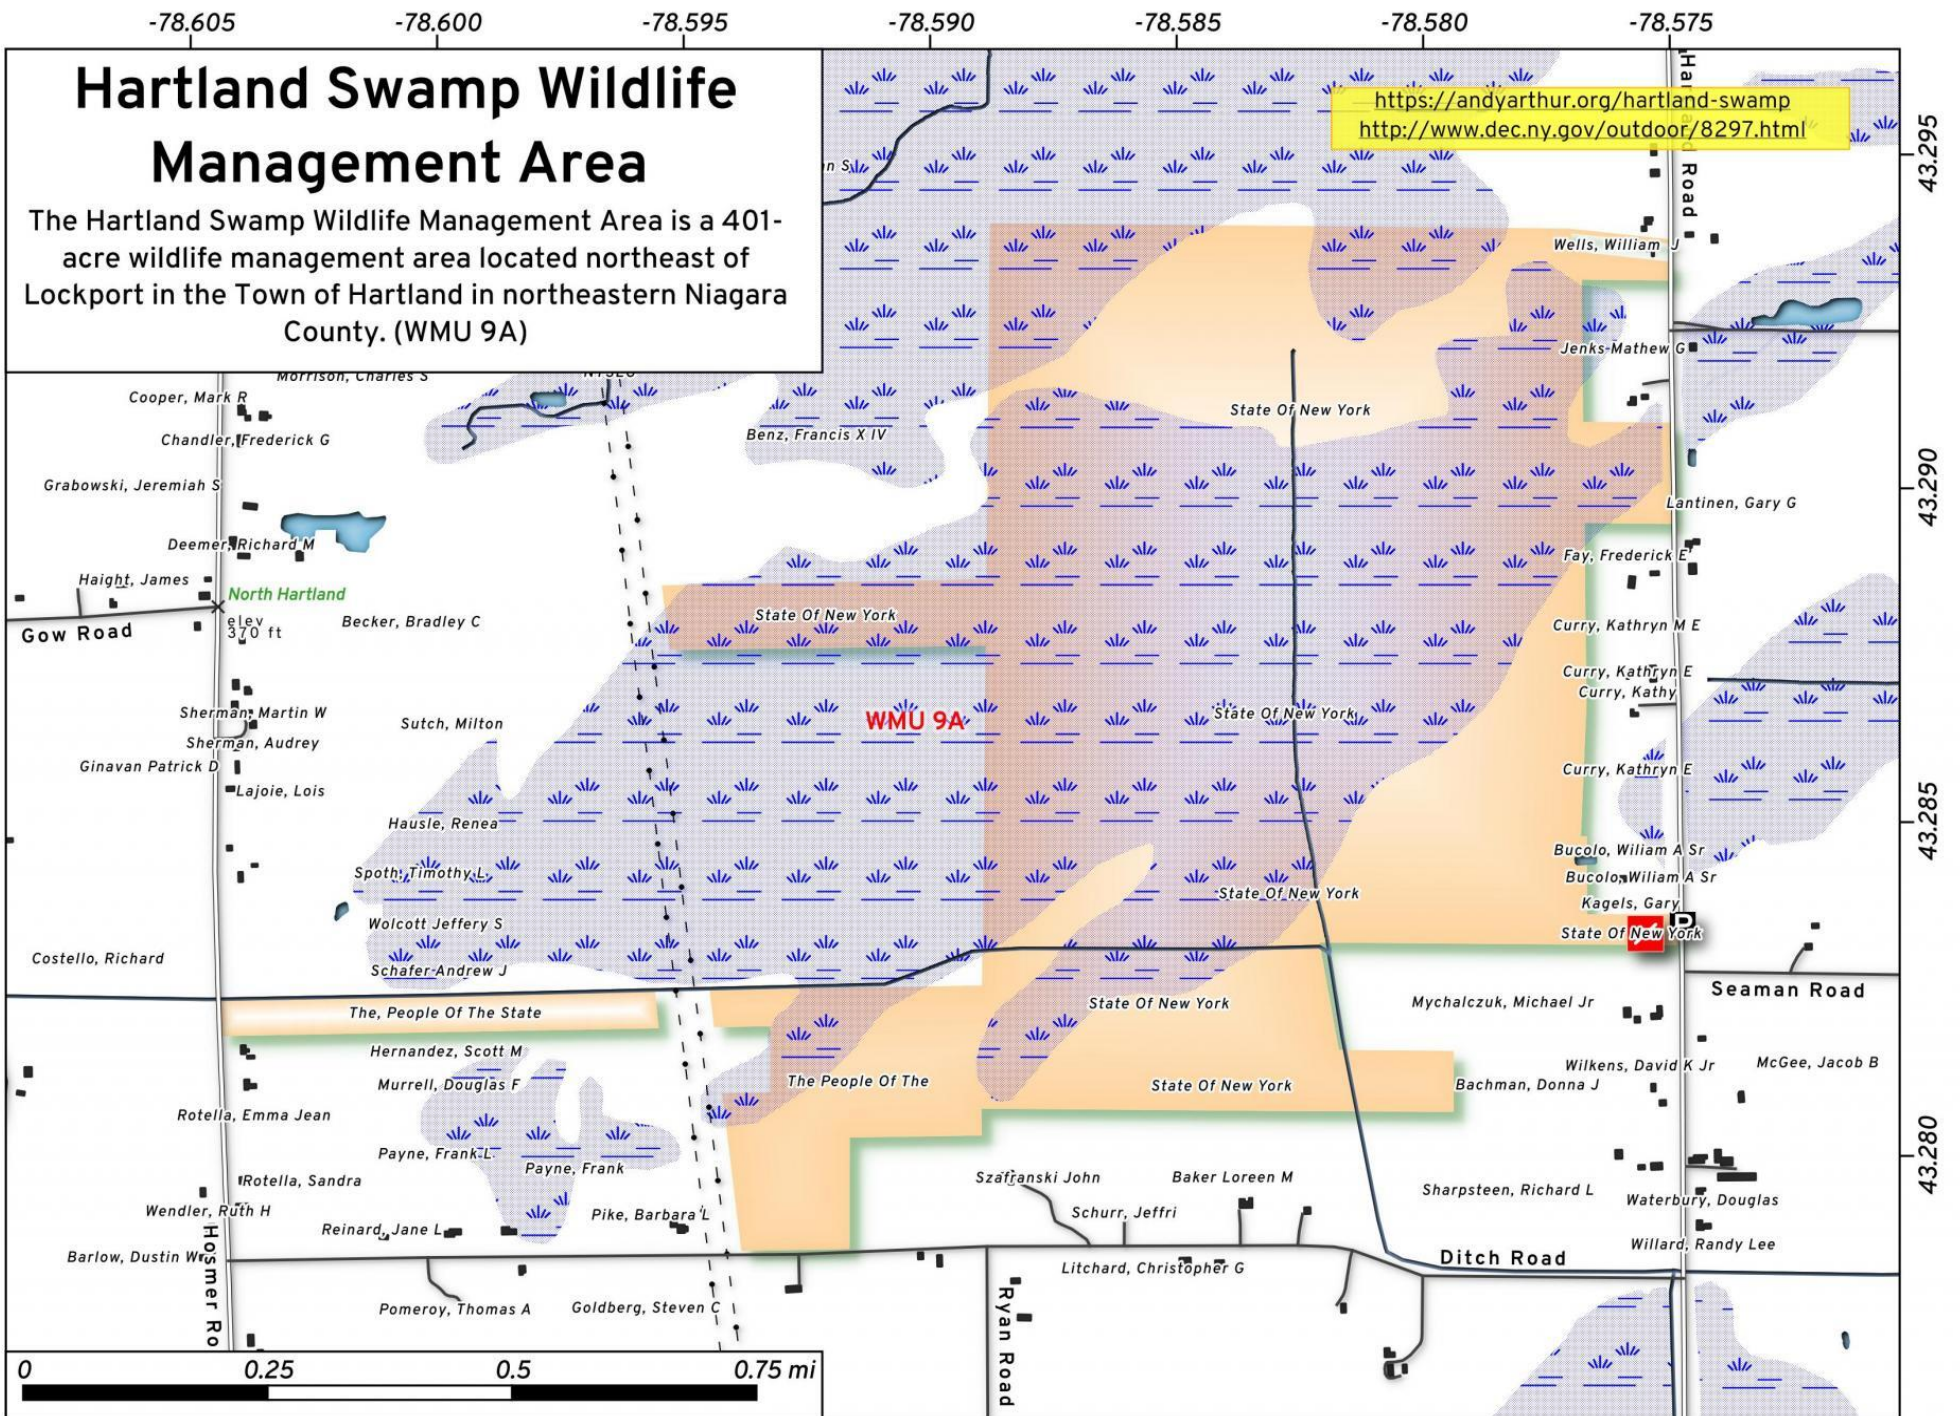 -78.605 -78.600 -78.595 -78.590 -78.585 -78.580 -78.575
Hartland Swamp Wildlife
Management Area
The Hartland Swamp Wildlife Management Area is a 401-
acre wildlife management area located northeast of
Lockport in the Town of Hartland in northeastern Niagara
County. (WMU 9A)
https://andyarthur.org/hartland-swamp
http://www.dec.ny.gov/outdoor/8297.html
43.295
Wells, William J
Jenks Mathew G
Morrison, Charles S
Cooper, Mark R
State Of New York
Chandler, Frederick G
Benz, Francis X IV
Grabowski, Jeremiah S
43.290
Lantinen, Gary G
Deemer, Richard M
Fay, Frederick E
Haight, James
North Hartland
elev
370 ft
Gow Road
Becker, Bradley C
State Of New York
Curry, Kathryn M E
Curry, Kathryn E
Curry, Kathy
Sherman, Martin W
Sutch, Milton
WMU 9A
State Of New York
Sherman, Audrey
Ginavan Patrick D
Curry, Kathryn E
Lajoie, Lois
Hausle, Renea
43.285
Bucolo, Wiliam A Sr
Spoth, Timothy L
Bucolo, Wiliam A Sr
State Of New York
Kagels, Gary
P
Wolcott Jeffery S
State Of New York
Costello, Richard
Schafer Andrew J
Seaman Road
The, People Of The State
State Of New York
Mychalczuk, Michael Jr
Hernandez, Scott M
Wilkens, David K Jr
McGee, Jacob B
Murrell, Douglas F
The People Of The
State Of New York
Bachman, Donna J
Rotella, Emma Jean
43.280
Payne, Frank L
Payne, Frank
Rotella, Sandra
Szafranski John
Baker Loreen M
Sharpsteen, Richard L
Waterbury, Douglas
Wendler, Ruth H
Pike, Barbara L
Schurr, Jeffri
Reinard, Jane L
Willard, Randy Lee
Barlow, Dustin W
Hosmer Ro
Ditch Road
Litchard, Christopher G
Pomeroy, Thomas A
Goldberg, Steven C
Ryan Road
0 0.25 0.5 0.75 mi